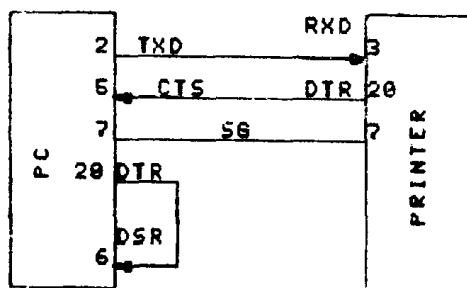 RXD
2 TXD 3
5 CTS DTR 20
7 SG 7
PC
20 DTR
PRINTER
DSR
6